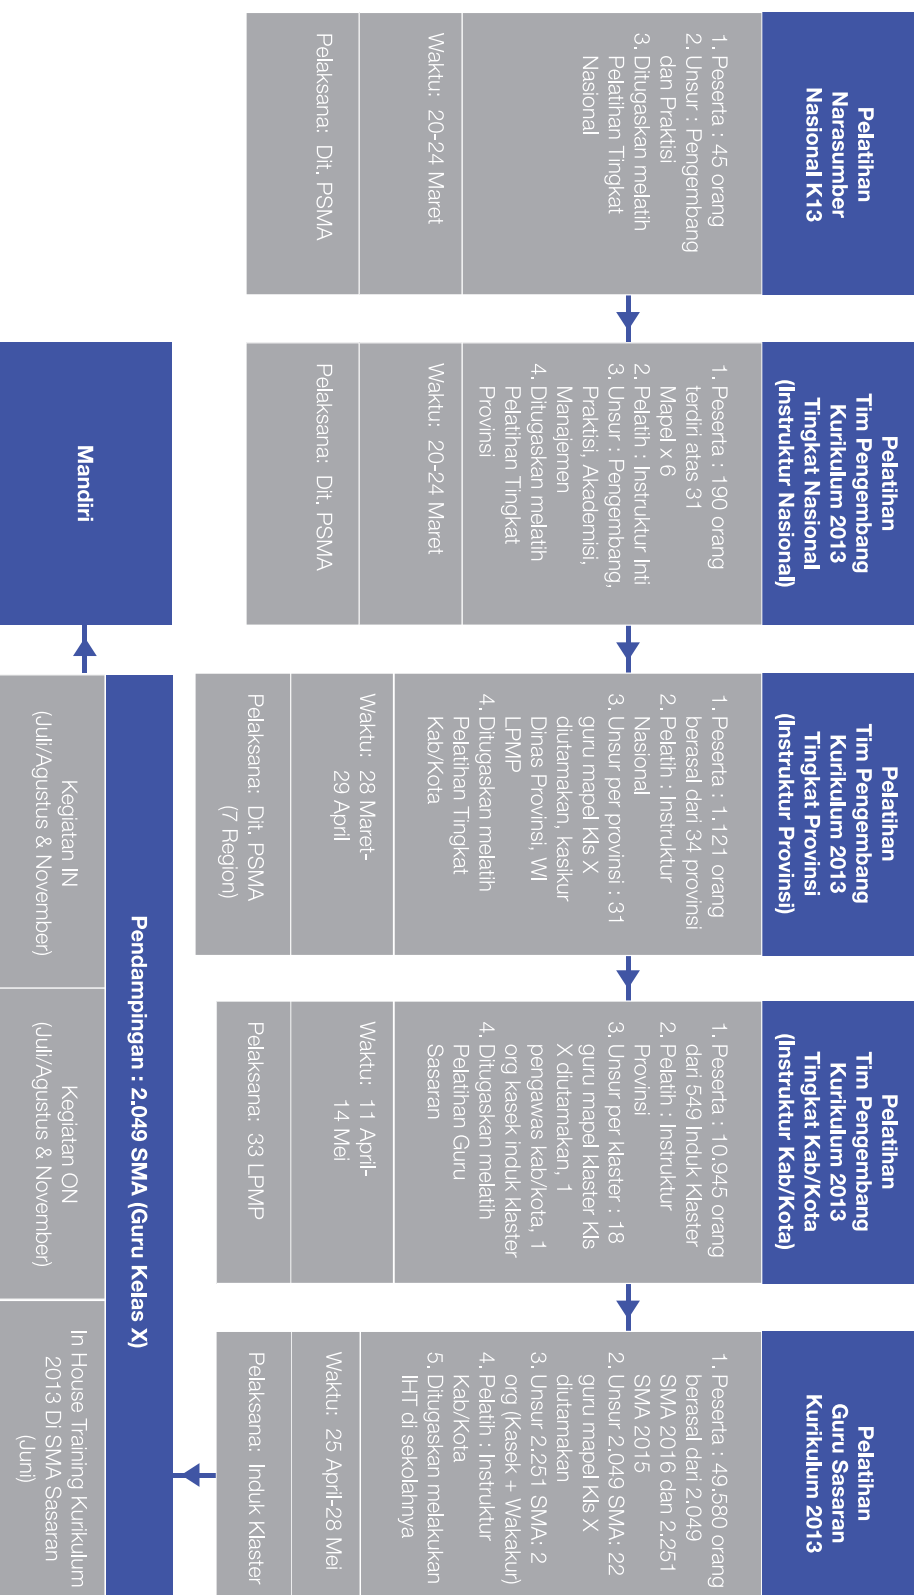 Pelatihan
Narasumber
Nasional K13
1. Peserta : 45 orang
2. Unsur : Pengembang
dan Praktisi
3. Ditugaskan melatih
Pelatihan Tingkat
Nasional
Waktu: 20-24 Maret
Pelaksana: Dit. PSMA
Pelatihan
Tim Pengembang
Kurikulum 2013
Tingkat Nasional
(Instruktur Nasional)
1. Peserta : 190 orang
terdiri atas 31
Mapel x 6
2. Pelatih : Instruktur Inti
3. Unsur : Pengembang,
Praktisi, Akademisi,
Manajemen
4. Ditugaskan melatih
Pelatihan Tingkat
Provinsi
Waktu: 20-24 Maret
Pelaksana: Dit. PSMA
Pelatihan
Tim Pengembang
Kurikulum 2013
Tingkat Provinsi
(Instruktur Provinsi)
1. Peserta : 1.121 orang
berasal dari 34 provinsi
2. Pelatih : Instruktur
Nasional
3. Unsur per provinsi : 31
guru mapel Kls X
diutamakan, kasikur
Dinas Provinsi, WI
LPMP
4. Ditugaskan melatih
Pelatihan Tingkat
Kab/Kota
Waktu: 28 Maret-
29 April
Pelaksana: Dit. PSMA
(7 Region)
Pelatihan
Tim Pengembang
Kurikulum 2013
Tingkat Kab/Kota
(Instruktur Kab/Kota)
1. Peserta : 10.945 orang
dari 549 Induk Klaster
2. Pelatih : Instruktur
Provinsi
3. Unsur per klaster : 18
guru mapel klaster Kls
X diutamakan, 1
pengawas kab/kota, 1
org kasek induk klaster
4. Ditugaskan melatih
Pelatihan Guru
Sasaran
Waktu: 11 April-
14 Mei
Pelaksana: 33 LPMP
Pelatihan
Guru Sasaran
Kurikulum 2013
1. Peserta : 49.580 orang
berasal dari 2.049
SMA 2016 dan 2.251
SMA 2015
2. Unsur 2.049 SMA: 22
guru mapel Kls X
diutamakan
3. Unsur 2.251 SMA: 2
org (Kasek + Wakakur)
4. Pelatih : Instruktur
Kab/Kota
5. Ditugaskan melakukan
IHT di sekolahnya
Waktu: 25 April-28 Mei
Pelaksana: Induk Klaster
Mandiri
Pendampingan : 2.049 SMA (Guru Kelas X)
Kegiatan IN
(Juli/Agustus & November)
Kegiatan ON
(Juli/Agustus & November)
In House Training Kurikulum
2013 Di SMA Sasaran
(Juni)